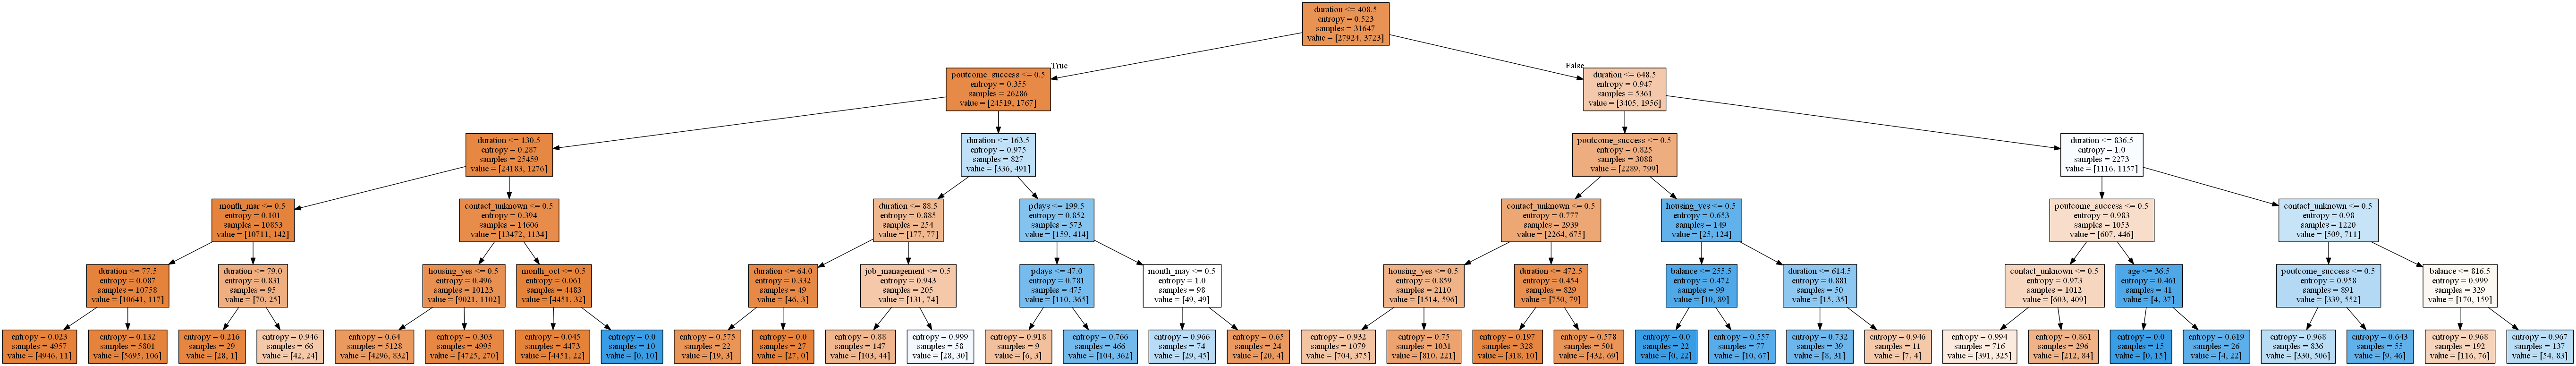 duration <= 408.5
entropy = 0.523
samples = 31647
value = [27924, 3723]
True
False
poutcome_success <= 0.5
entropy = 0.355
samples = 26286
value = [24519, 1767]
duration <= 648.5
entropy = 0.947
samples = 5361
value = [3405, 1956]
duration <= 130.5
entropy = 0.287
samples = 25459
value = [24183, 1276]
duration <= 163.5
entropy = 0.975
samples = 827
value = [336, 491]
poutcome_success <= 0.5
entropy = 0.825
samples = 3088
value = [2289, 799]
duration <= 836.5
entropy = 1.0
samples = 2273
value = [1116, 1157]
month_mar <= 0.5
entropy = 0.101
samples = 10853
value = [10711, 142]
contact_unknown <= 0.5
entropy = 0.394
samples = 14606
value = [13472, 1134]
duration <= 88.5
entropy = 0.885
samples = 254
value = [177, 77]
pdays <= 199.5
entropy = 0.852
samples = 573
value = [159, 414]
contact_unknown <= 0.5
entropy = 0.777
samples = 2939
value = [2264, 675]
housing_yes <= 0.5
entropy = 0.653
samples = 149
value = [25, 124]
poutcome_success <= 0.5
entropy = 0.983
samples = 1053
value = [607, 446]
contact_unknown <= 0.5
entropy = 0.98
samples = 1220
value = [509, 711]
duration <= 77.5
entropy = 0.087
samples = 10758
value = [10641, 117]
duration <= 79.0
entropy = 0.831
samples = 95
value = [70, 25]
housing_yes <= 0.5
entropy = 0.496
samples = 10123
value = [9021, 1102]
month_oct <= 0.5
entropy = 0.061
samples = 4483
value = [4451, 32]
duration <= 64.0
entropy = 0.332
samples = 49
value = [46, 3]
job_management <= 0.5
entropy = 0.943
samples = 205
value = [131, 74]
pdays <= 47.0
entropy = 0.781
samples = 475
value = [110, 365]
month_may <= 0.5
entropy = 1.0
samples = 98
value = [49, 49]
housing_yes <= 0.5
entropy = 0.859
samples = 2110
value = [1514, 596]
duration <= 472.5
entropy = 0.454
samples = 829
value = [750, 79]
balance <= 255.5
entropy = 0.472
samples = 99
value = [10, 89]
duration <= 614.5
entropy = 0.881
samples = 50
value = [15, 35]
contact_unknown <= 0.5
entropy = 0.973
samples = 1012
value = [603, 409]
age <= 36.5
entropy = 0.461
samples = 41
value = [4, 37]
poutcome_success <= 0.5
entropy = 0.958
samples = 891
value = [339, 552]
balance <= 816.5
entropy = 0.999
samples = 329
value = [170, 159]
entropy = 0.023
samples = 4957
value = [4946, 11]
entropy = 0.132
samples = 5801
value = [5695, 106]
entropy = 0.216
samples = 29
value = [28, 1]
entropy = 0.946
samples = 66
value = [42, 24]
entropy = 0.64
samples = 5128
value = [4296, 832]
entropy = 0.303
samples = 4995
value = [4725, 270]
entropy = 0.045
samples = 4473
value = [4451, 22]
entropy = 0.0
samples = 10
value = [0, 10]
entropy = 0.575
samples = 22
value = [19, 3]
entropy = 0.0
samples = 27
value = [27, 0]
entropy = 0.88
samples = 147
value = [103, 44]
entropy = 0.999
samples = 58
value = [28, 30]
entropy = 0.918
samples = 9
value = [6, 3]
entropy = 0.766
samples = 466
value = [104, 362]
entropy = 0.966
samples = 74
value = [29, 45]
entropy = 0.65
samples = 24
value = [20, 4]
entropy = 0.932
samples = 1079
value = [704, 375]
entropy = 0.75
samples = 1031
value = [810, 221]
entropy = 0.197
samples = 328
value = [318, 10]
entropy = 0.578
samples = 501
value = [432, 69]
entropy = 0.0
samples = 22
value = [0, 22]
entropy = 0.557
samples = 77
value = [10, 67]
entropy = 0.732
samples = 39
value = [8, 31]
entropy = 0.946
samples = 11
value = [7, 4]
entropy = 0.994
samples = 716
value = [391, 325]
entropy = 0.861
samples = 296
value = [212, 84]
entropy = 0.0
samples = 15
value = [0, 15]
entropy = 0.619
samples = 26
value = [4, 22]
entropy = 0.968
samples = 836
value = [330, 506]
entropy = 0.643
samples = 55
value = [9, 46]
entropy = 0.968
samples = 192
value = [116, 76]
entropy = 0.967
samples = 137
value = [54, 83]